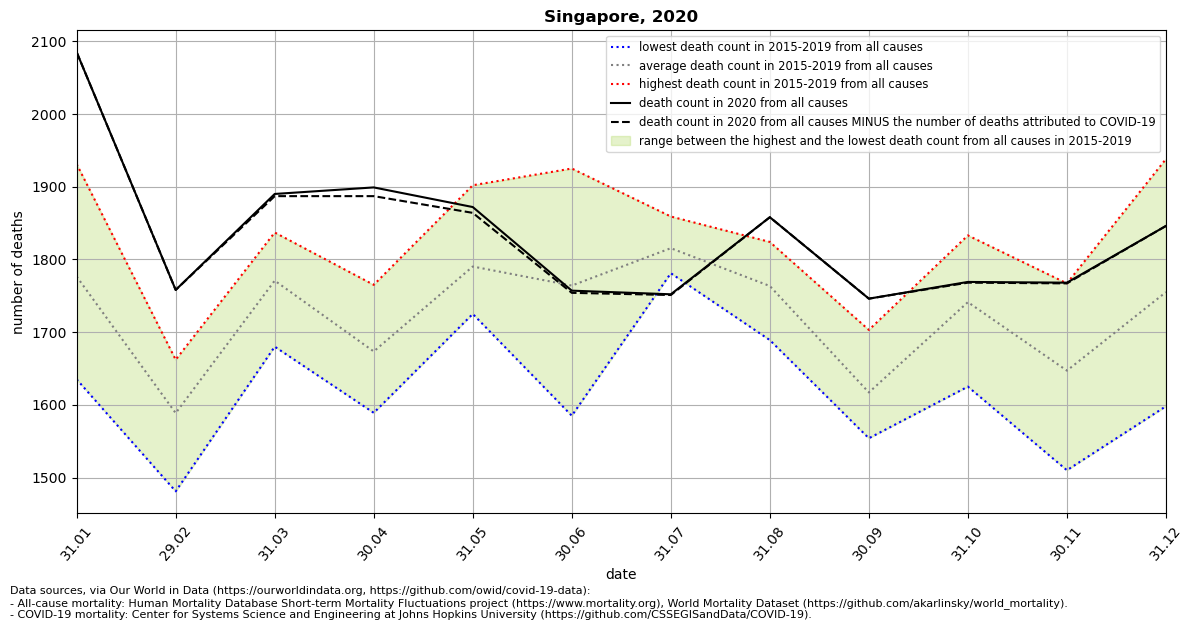 Singapore, 2020
2100
2000
1900
1800
1700
1600
1500
number of deaths
lowest death count in 2015-2019 from all causes
average death count in 2015-2019 from all causes
highest death count in 2015-2019 from all causes
death count in 2020 from all causes
death count in 2020 from all causes MINUS the number of deaths attributed to COVID-19
range between the highest and the lowest death count from all causes in 2015-2019
31.01
29.02
31.03
30.04
31.05
30.06
31.07
31.08
30.09
31.10
30.11
31.12
date
Data sources, via Our World in Data (https://ourworldindata.org, https://github.com/owid/covid-19-data):
- All-cause mortality: Human Mortality Database Short-term Mortality Fluctuations project (https://www.mortality.org), World Mortality Dataset (https://github.com/akarlinsky/world_mortality).
- COVID-19 mortality: Center for Systems Science and Engineering at Johns Hopkins University (https://github.com/CSSEGISandData/COVID-19).